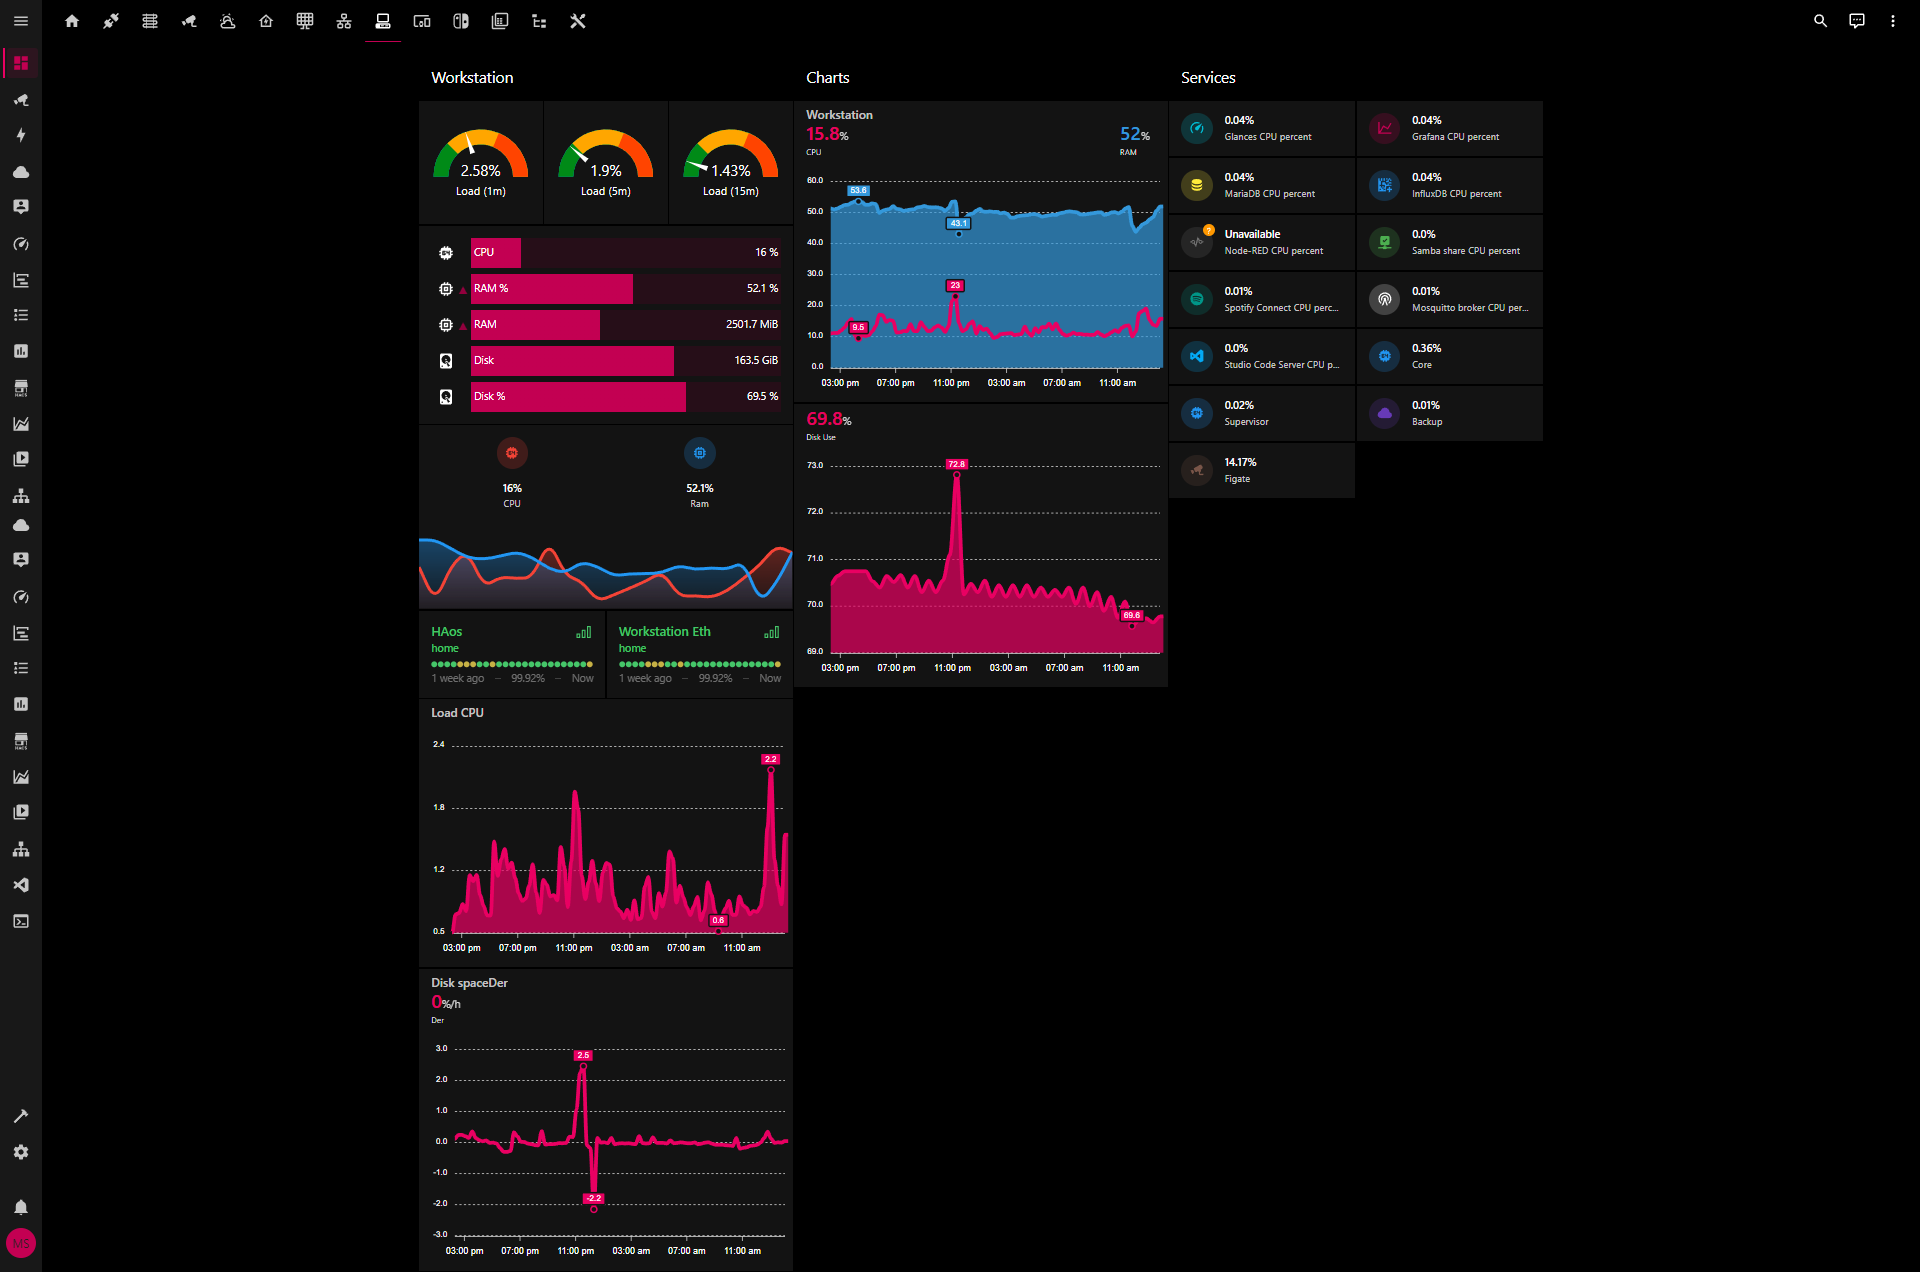 Workstation
2.58%
Load (1m)
1.9%
Load (5m)
1.43%
Load (15m)
CPU 16 %
RAM % 52.1 %
RAM 2501.7 MiB
Disk 163.5 GiB
Disk % 69.5 %
16%
CPU
52.1%
Ram
HAos
home
1 week ago – 99.92% – Now
Workstation Eth
home
1 week ago – 99.92% – Now
Load CPU
2.4
2.2
1.8
1.2
0.6
0.5
03:00 pm 07:00 pm 11:00 pm 03:00 am 07:00 am 11:00 am
Disk spaceDer
0%/h
Der
3.0
2.5
2.0
1.0
0.0
-1.0
-2.2
-2.0
-3.0
03:00 pm 07:00 pm 11:00 pm 03:00 am 07:00 am 11:00 am
Charts
Workstation
15.8% 52%
CPU RAM
60.0
53.6
50.0
43.1
40.0
30.0
23
20.0
9.5
10.0
0.0
03:00 pm 07:00 pm 11:00 pm 03:00 am 07:00 am 11:00 am
69.8%
Disk Use
73.0
72.8
72.0
71.0
70.0
69.6
69.0
03:00 pm 07:00 pm 11:00 pm 03:00 am 07:00 am 11:00 am
Services
0.04%
Glances CPU percent
0.04%
Grafana CPU percent
0.04%
MariaDB CPU percent
0.04%
InfluxDB CPU percent
?
Unavailable
Node-RED CPU percent
0.0%
Samba share CPU percent
0.01%
Spotify Connect CPU perc...
0.01%
Mosquitto broker CPU per...
0.0%
Studio Code Server CPU p...
0.36%
Core
0.02%
Supervisor
0.01%
Backup
14.17%
Figate
HACS
HACS
MS